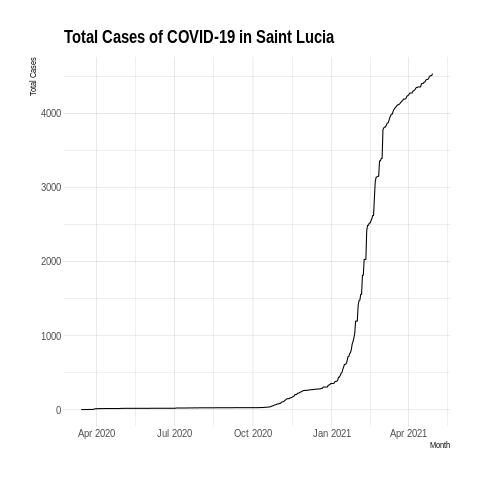 Total Cases of COVID-19 in Saint Lucia
Total Cases
4000
3000
2000
1000
0
Apr 2020 Jul 2020 Oct 2020 Jan 2021 Apr 2021
Month